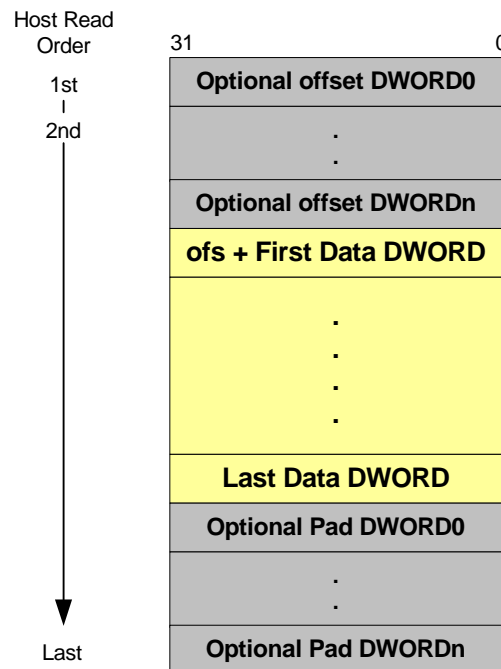 Host Read
Order
31
0
1st
2nd
Optional offset DWORD0
.
.
Optional offset DWORDn
ofs + First Data DWORD
.
.
.
.
Last Data DWORD
Optional Pad DWORD0
.
.
Last
Optional Pad DWORDn